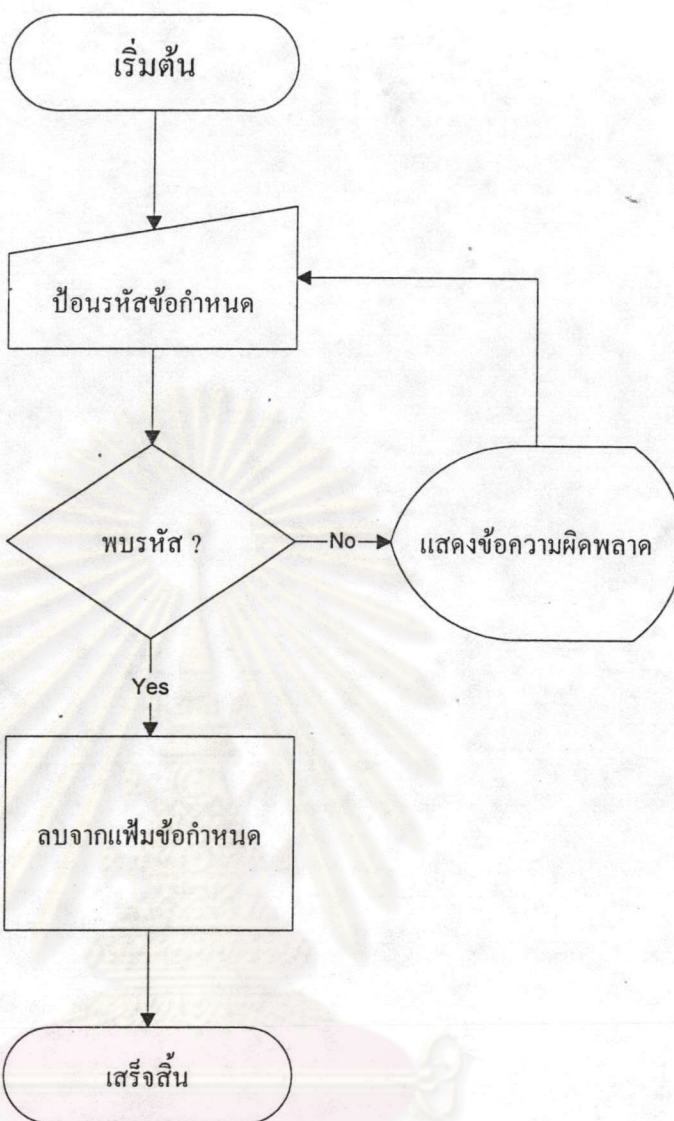 เริ่มต้น
ป้อนรหัสข้อกำหนด
พบรหัส ?
No
แสดงข้อความผิดพลาด
Yes
ลบจากแฟ้มข้อกำหนด
เสร็จสิ้น